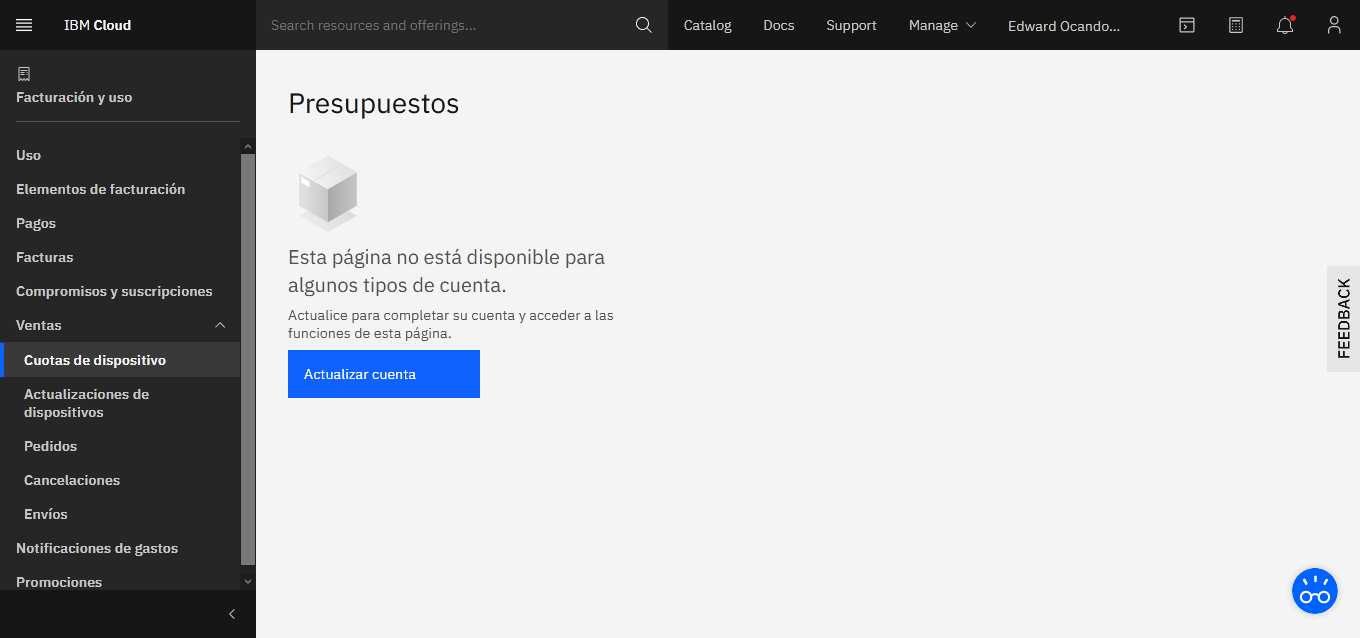 IBM Cloud
Search resources and offerings...
Catalog
Docs
Support
Manage
Edward Ocando...
Facturación y uso
Uso
Elementos de facturación
Pagos
Facturas
Compromisos y suscripciones
Ventas
Cuotas de dispositivo
Actualizaciones de
dispositivos
Pedidos
Cancelaciones
Envíos
Notificaciones de gastos
Promociones
Presupuestos
Esta página no está disponible para
algunos tipos de cuenta.
Actualice para completar su cuenta y acceder a las
funciones de esta página.
Actualizar cuenta
FEEDBACK